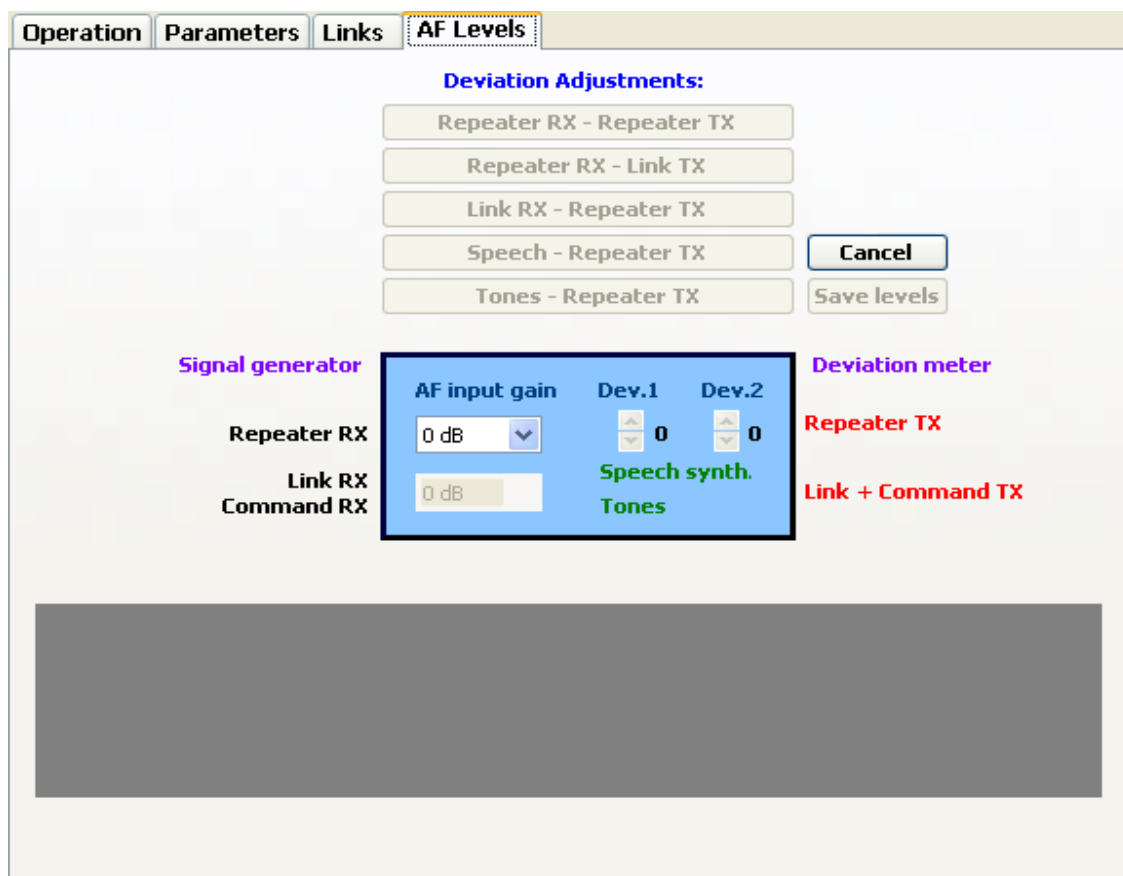 Operation Parameters Links AF Levels
Deviation Adjustments:
Repeater RX - Repeater TX
Repeater RX - Link TX
Link RX - Repeater TX
Speech - Repeater TX Cancel
Tones - Repeater TX Save levels
Signal generator Deviation meter
AF input gain Dev.1 Dev.2
Repeater RX 0 dB 0 0 Repeater TX
Link RX Speech synth.
Command RX 0 dB Tones Link + Command TX